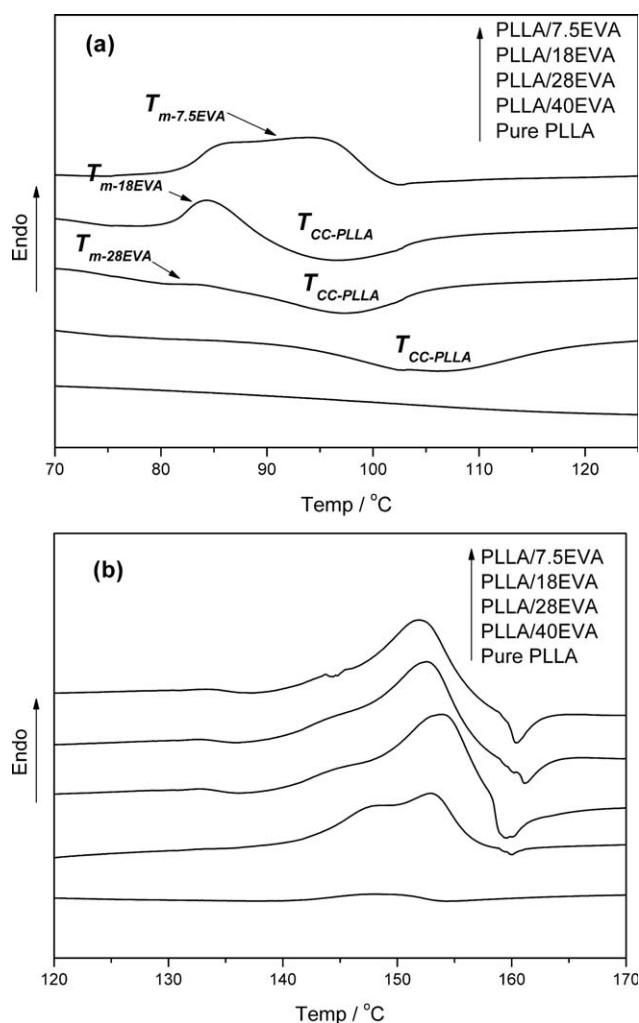 (a)
PLLA/7.5EVA
PLLA/18EVA
PLLA/28EVA
PLLA/40EVA
Pure PLLA
T m-7.5EVA
T m-18EVA
T CC-PLLA
T m-28EVA
T CC-PLLA
T CC-PLLA
Endo
70 80 90 100 110 120
Temp / °C
(b)
PLLA/7.5EVA
PLLA/18EVA
PLLA/28EVA
PLLA/40EVA
Pure PLLA
Endo
120 130 140 150 160 170
Temp / °C